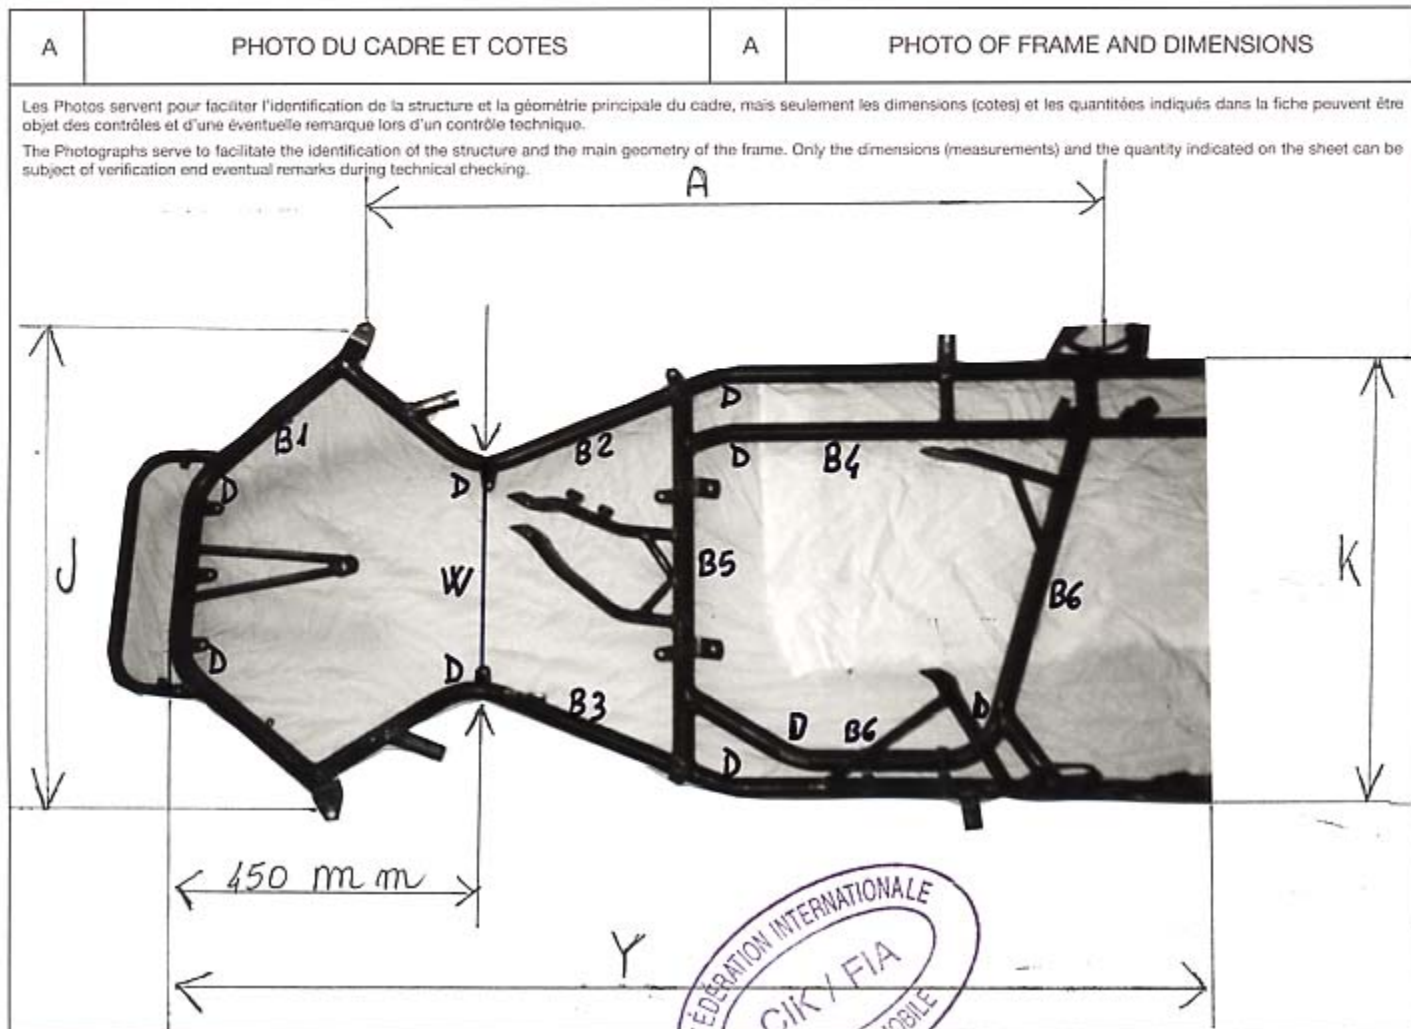 A
PHOTO DU CADRE ET COTES
A
PHOTO OF FRAME AND DIMENSIONS
Les Photos servent pour faciliter l'identification de la structure et la géométrie principale du cadre, mais seulement les dimensions (cotes) et les quantitées indiqués dans la fiche peuvent être
objet des contrôles et d'une éventuelle remarque lors d'un contrôle technique.
The Photographs serve to facilitate the identification of the structure and the main geometry of the frame. Only the dimensions (measurements) and the quantity indicated on the sheet can be
subject of verification end eventual remarks during technical checking.
A
D
B1
B2
D
B4
D
D
J
W
B5
K
B6
D
D
B3
D
B6
D
D
450 mm
Y
FÉDÉRATION INTERNATIONALE
CIK / FIA